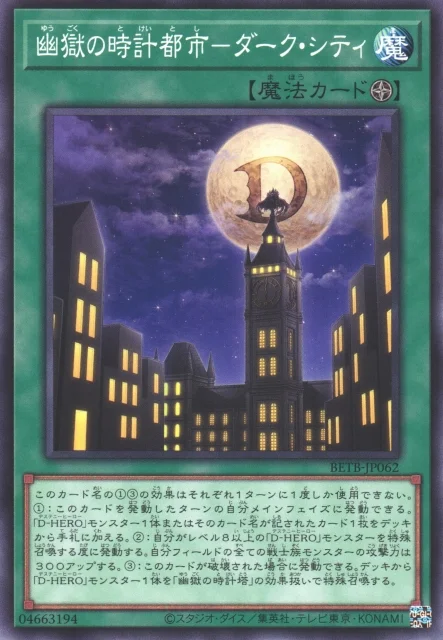 幽獄の時計都市－ダーク・シティ 魔
【魔法カード】
D
BETB-JP062
このカード名の①③の効果はそれぞれ１ターンに１度しか使用できない。
①：このカードを発動したターンの自分メインフェイズに発動できる。
「D-HERO」モンスター１体またはそのカード名が記されたカード１枚をデッキ
から手札に加える。②：自分がレベル８以上の「D-HERO」モンスターを特殊
召喚する度に発動する。自分フィールドの全ての戦士族モンスターの攻撃力は
３００アップする。③：このカードが破壊された場合に発動できる。デッキから
「D-HERO」モンスター１体を「幽獄の時計塔」の効果扱いで特殊召喚する。
04663194
©スタジオ・ダイス／集英社・テレビ東京・KONAMI